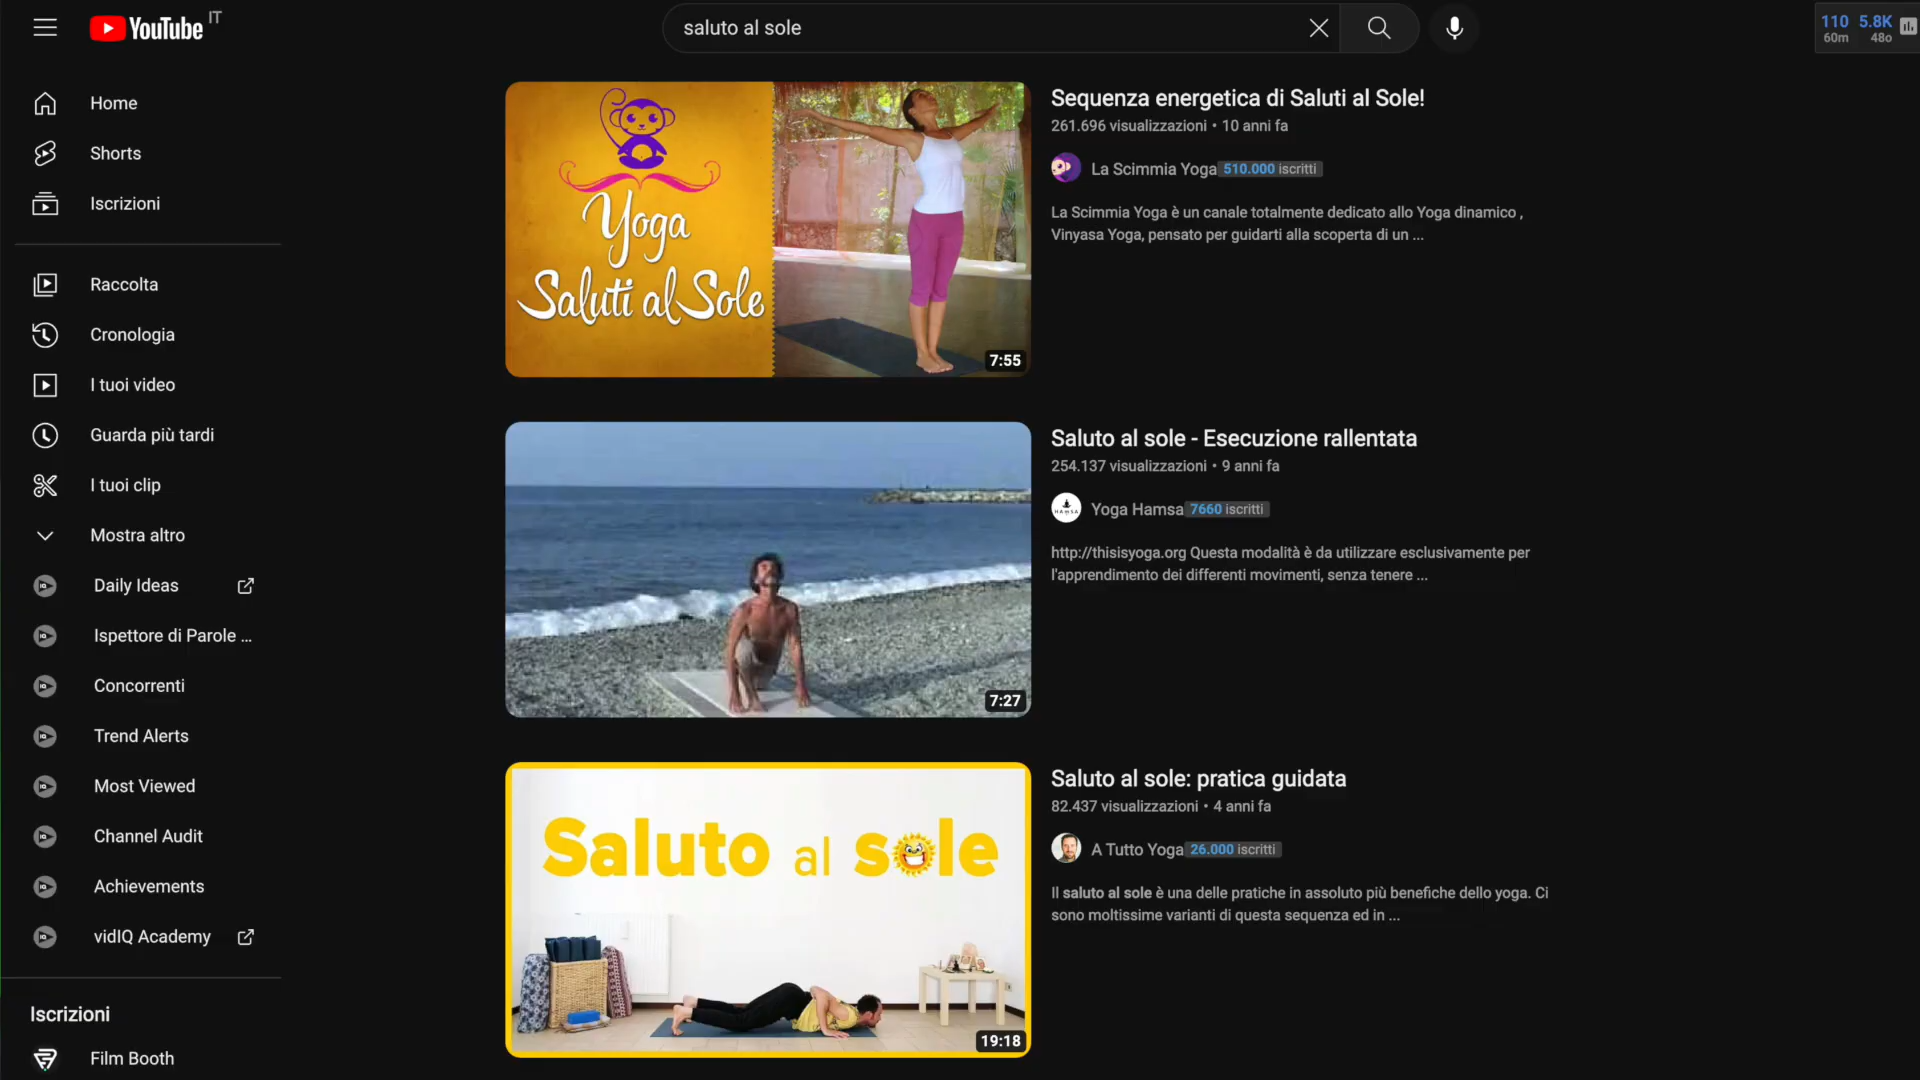 YouTube IT
saluto al sole
110 5.8K
60m 48o
Home
Shorts
Iscrizioni
Raccolta
Cronologia
I tuoi video
Guarda più tardi
I tuoi clip
Mostra altro
Daily Ideas
Ispettore di Parole ...
Concorrenti
Trend Alerts
Most Viewed
Channel Audit
Achievements
vidIQ Academy
Iscrizioni
Film Booth
Yoga
Saluti al Sole
7:55
Sequenza energetica di Saluti al Sole!
261.696 visualizzazioni • 10 anni fa
La Scimmia Yoga 510.000 iscritti
La Scimmia Yoga è un canale totalmente dedicato allo Yoga dinamico ,
Vinyasa Yoga, pensato per guidarti alla scoperta di un ...
7:27
Saluto al sole - Esecuzione rallentata
254.137 visualizzazioni • 9 anni fa
HAMSA
Yoga Hamsa 7660 iscritti
http://thisisyoga.org Questa modalità è da utilizzare esclusivamente per
l'apprendimento dei differenti movimenti, senza tenere ...
Saluto al sole
19:18
Saluto al sole: pratica guidata
82.437 visualizzazioni • 4 anni fa
A Tutto Yoga 26.000 iscritti
Il saluto al sole è una delle pratiche in assoluto più benefiche dello yoga. Ci
sono moltissime varianti di questa sequenza ed in ...